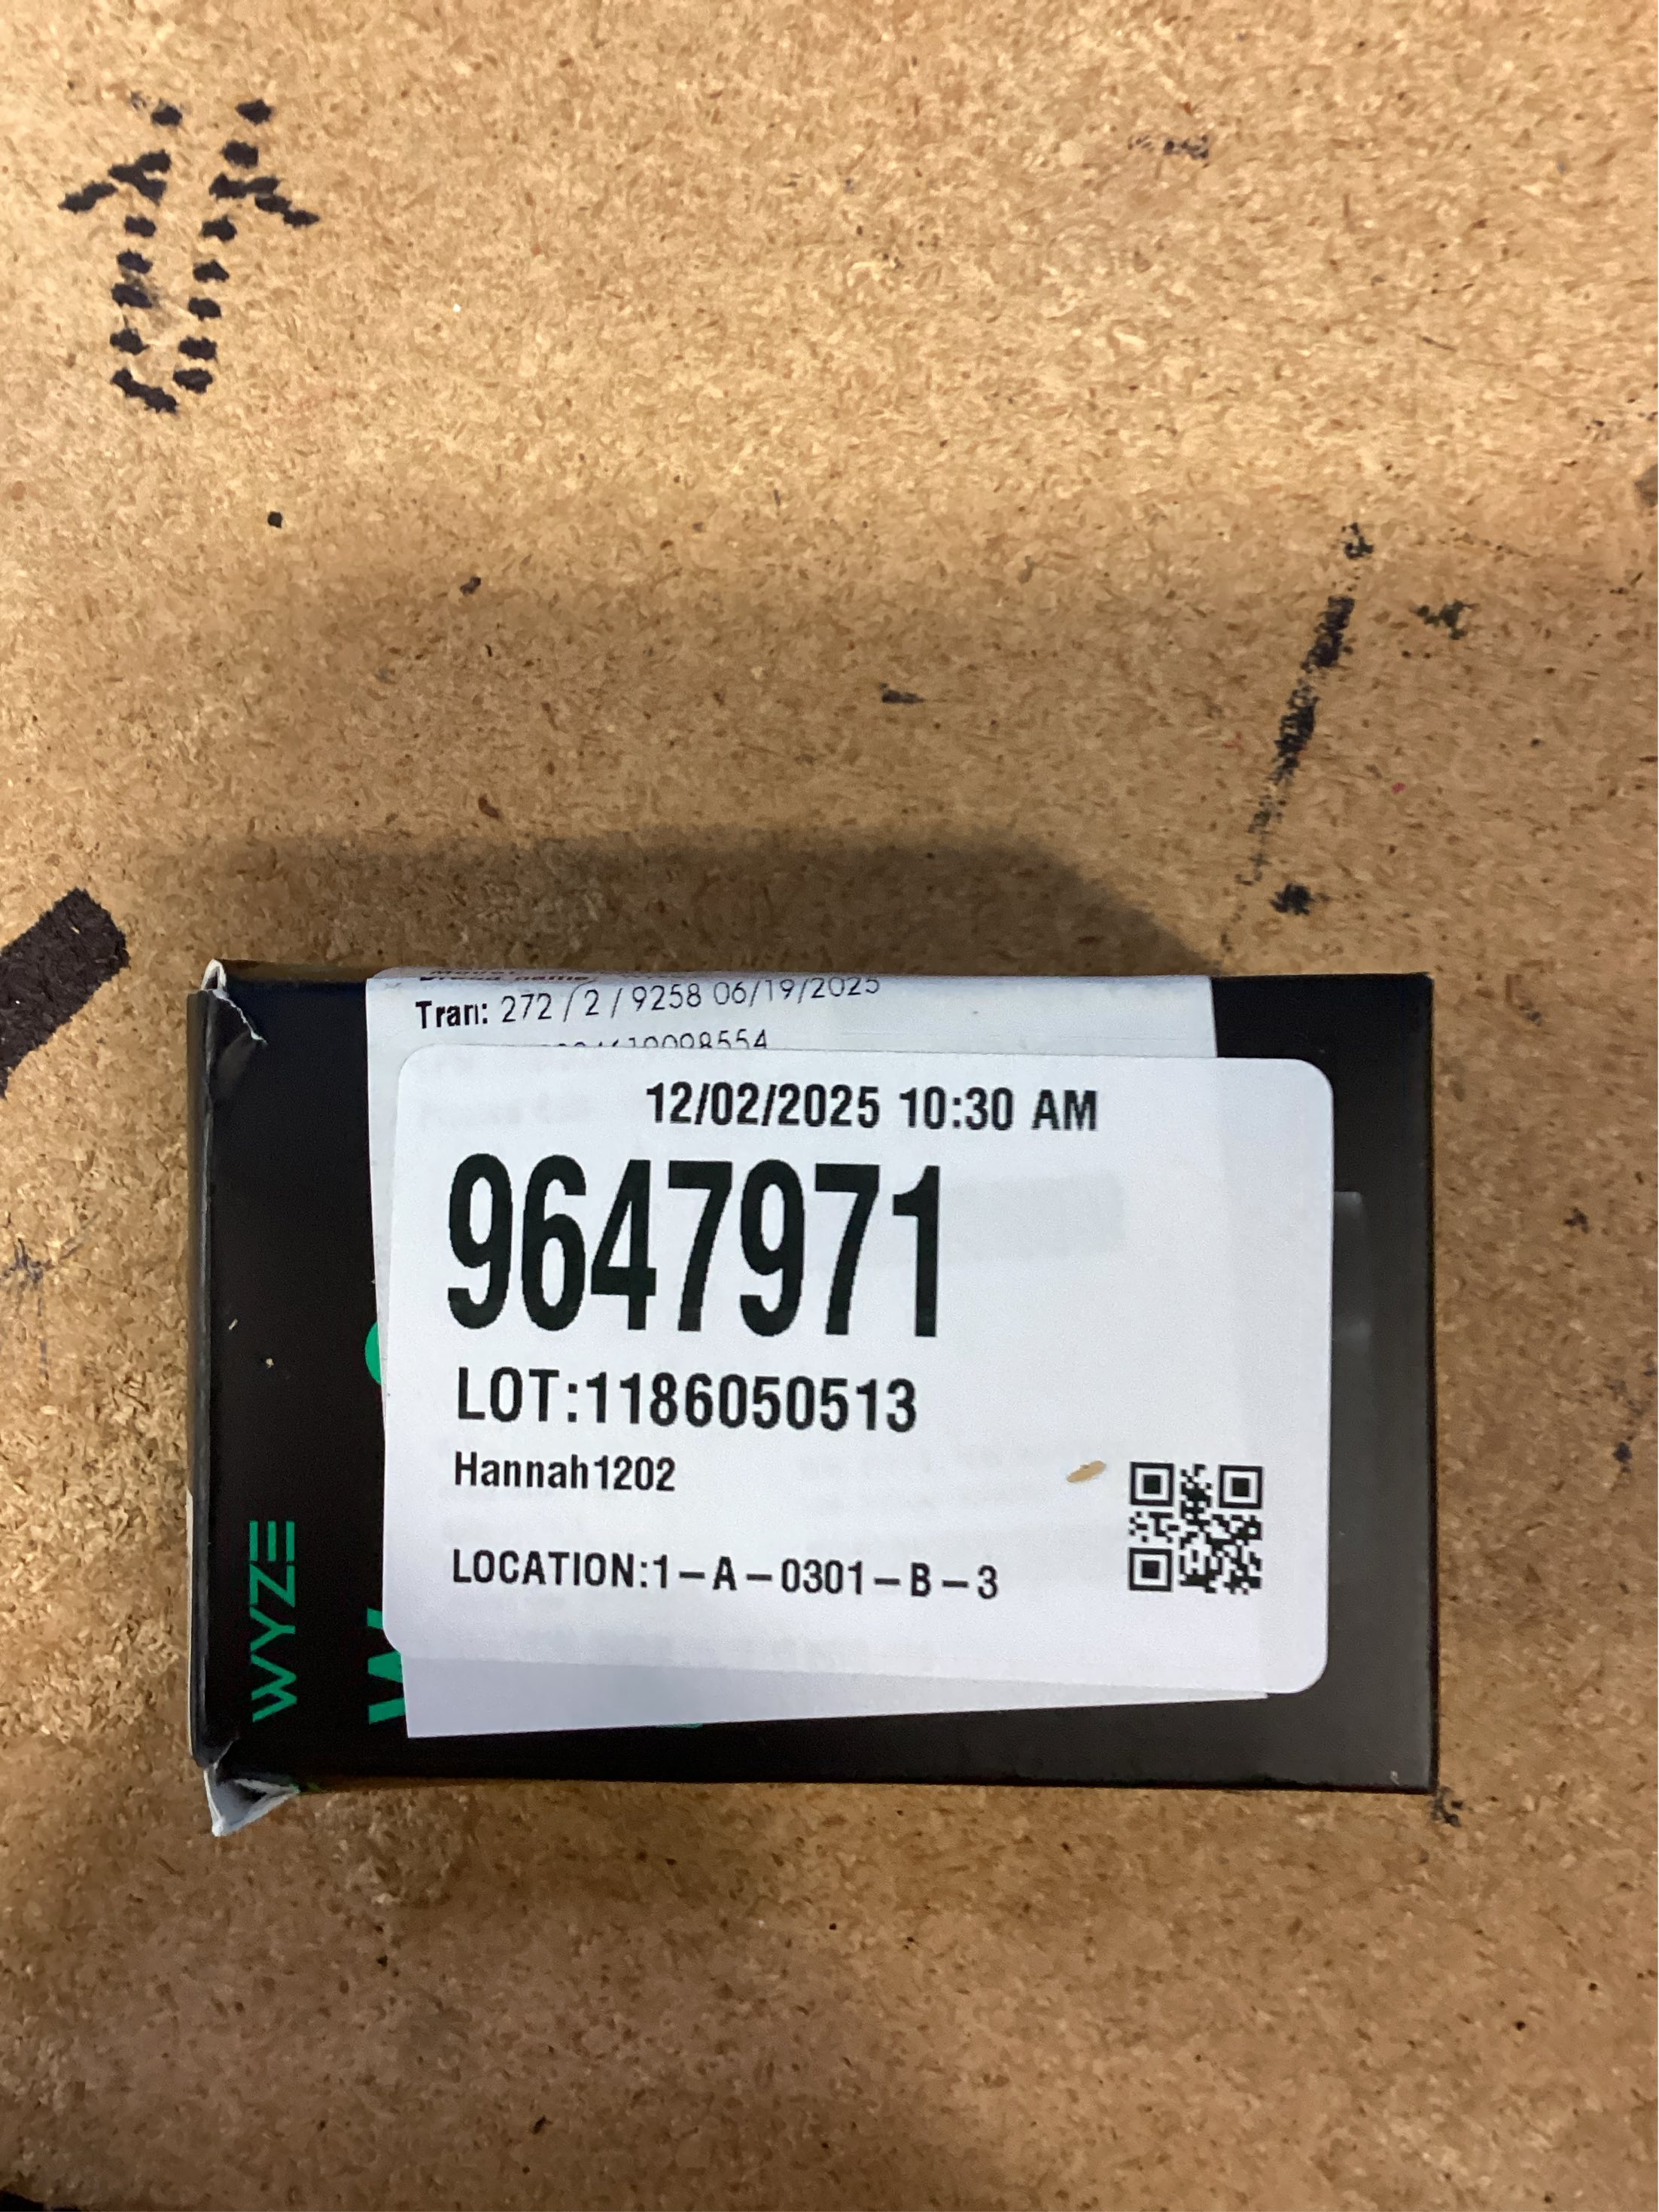 Tran: 272 / 2 / 9258 06/19/2025
12/02/2025 10:30 AM
9647971
LOT:1186050513
Hannah1202
LOCATION:1-A-0301-B-3
WYZE